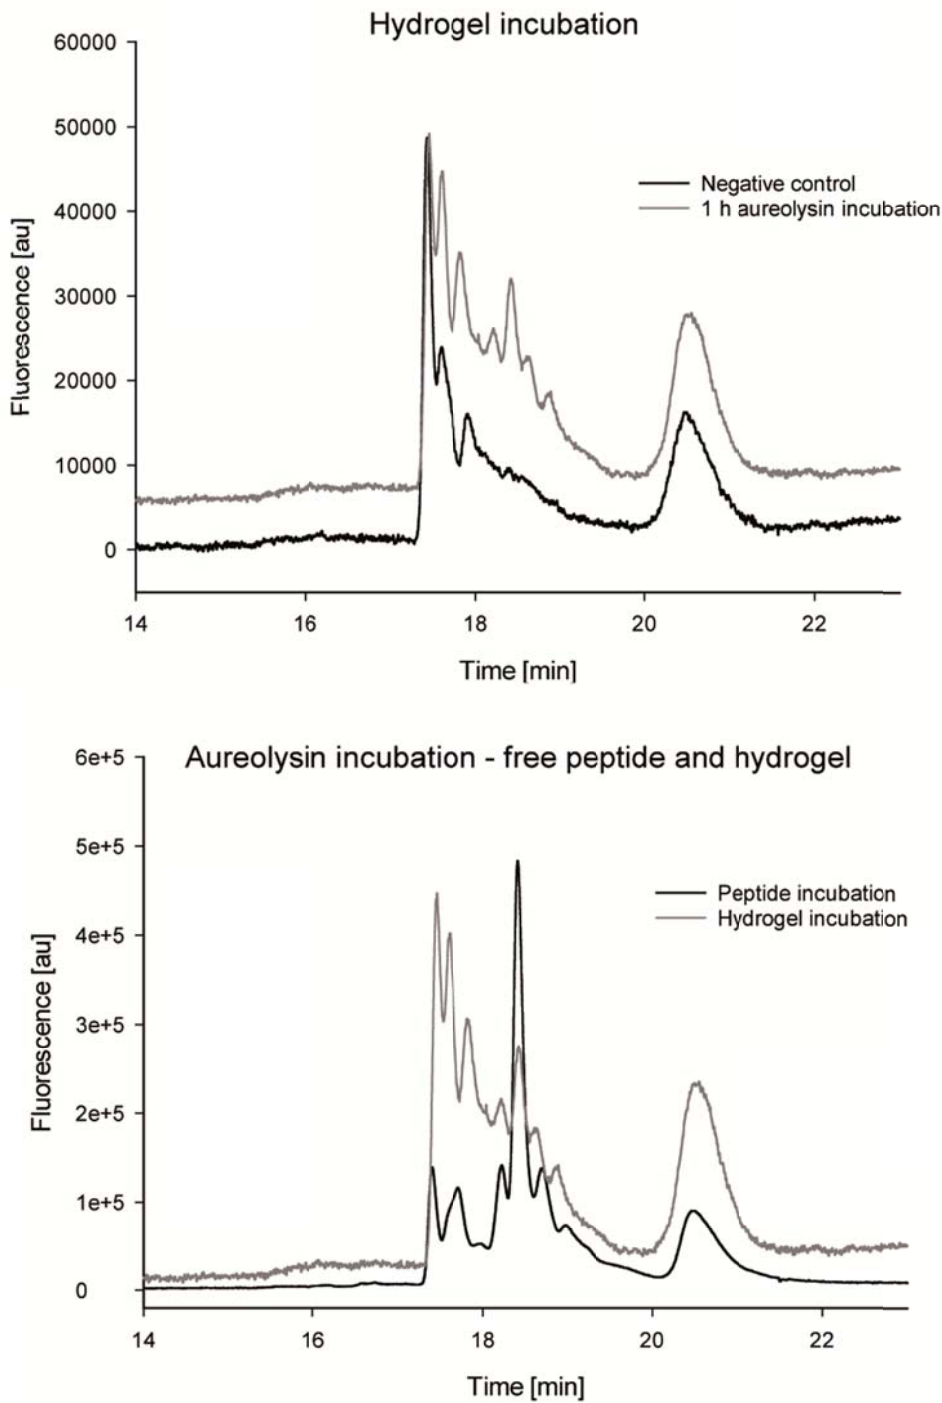 Hydrogel incubation
60000
50000
40000
30000
20000
10000
0
Fluorescence [au]
Negative control
1 h aureolysin incubation
14 16 18 20 22
Time [min]
Aureolysin incubation - free peptide and hydrogel
6e+5
5e+5
4e+5
3e+5
2e+5
1e+5
0
Fluorescence [au]
Peptide incubation
Hydrogel incubation
14 16 18 20 22
Time [min]